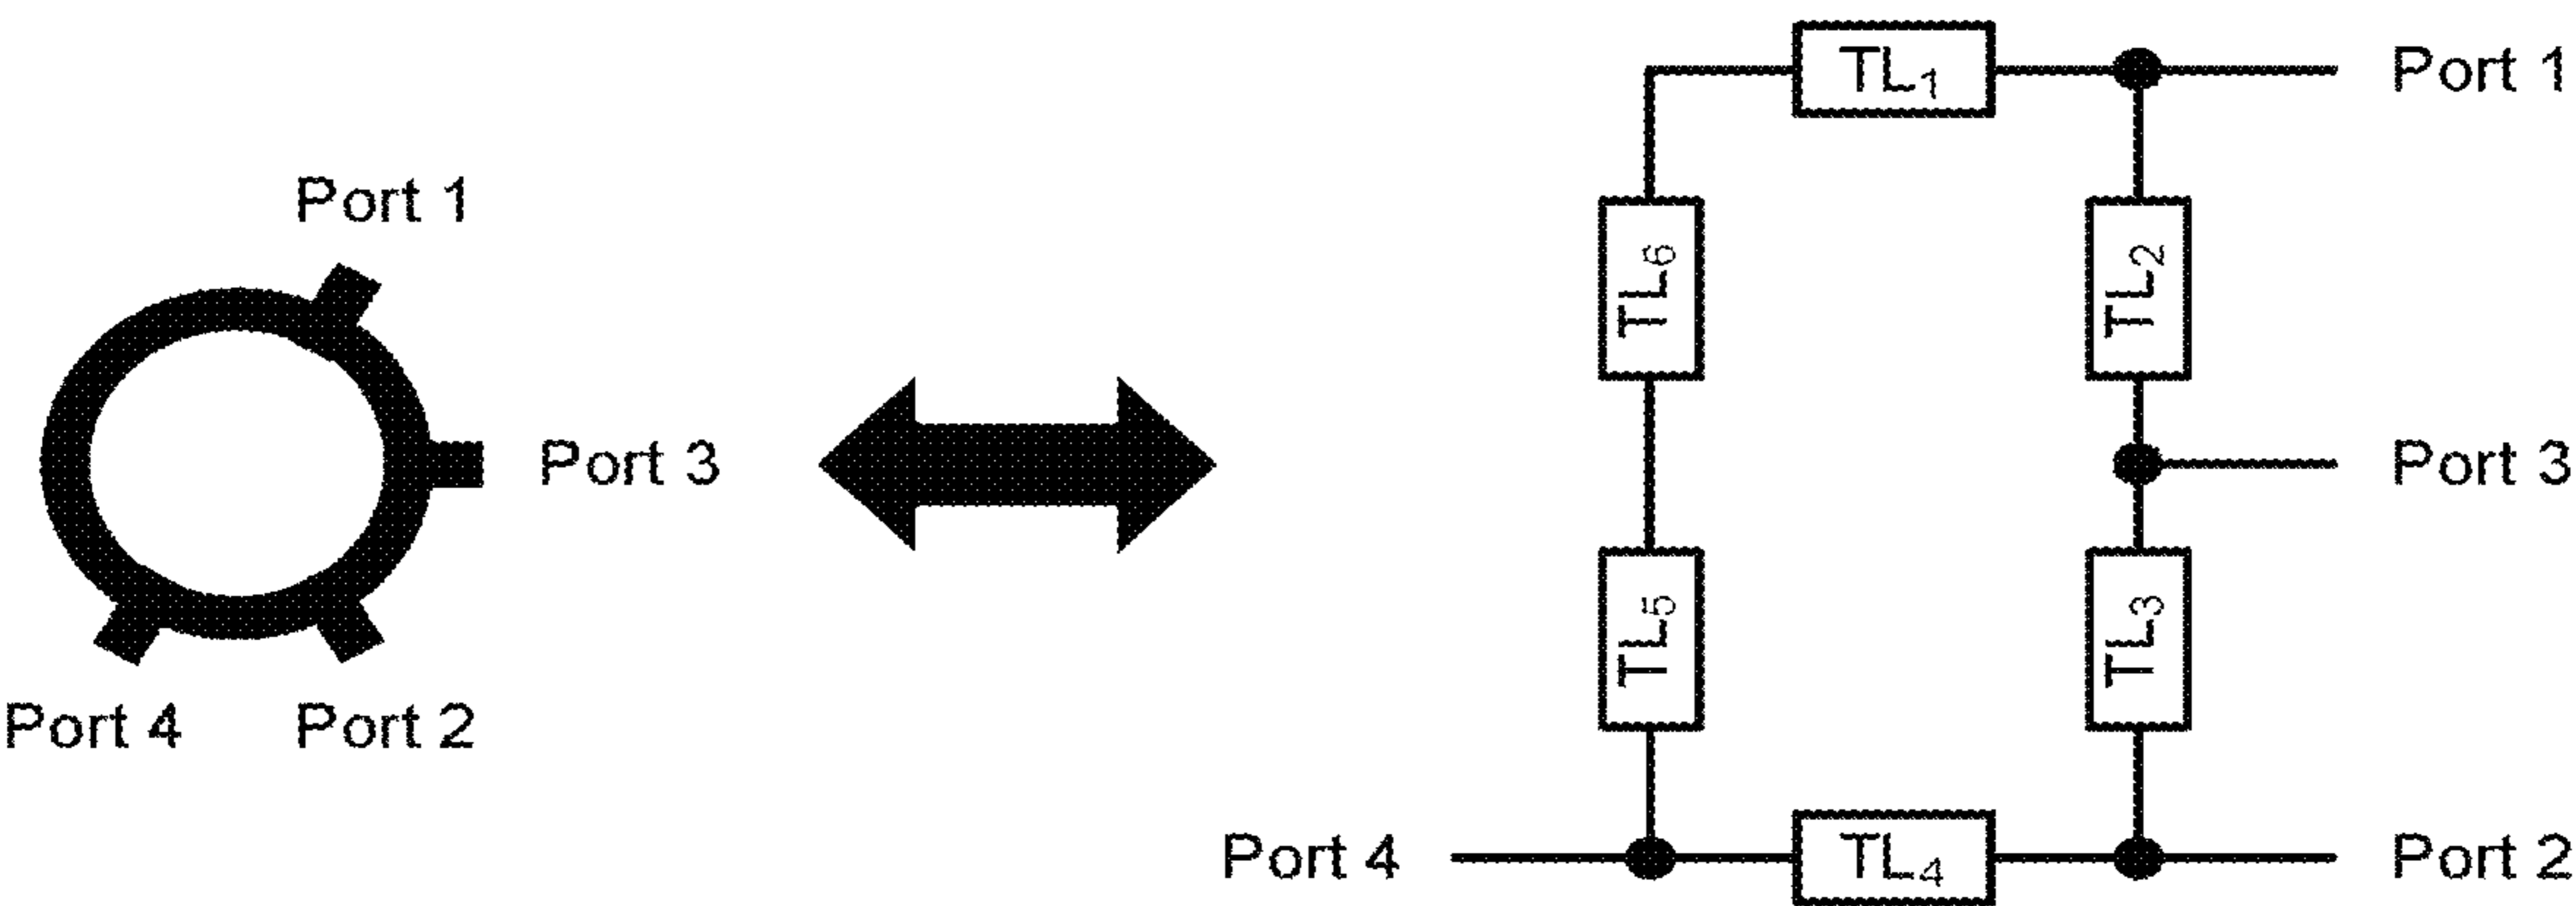 Port 1
Port 3
Port 4
Port 2
TL₁
Port 1
TL₆
TL₂
Port 3
TL₅
TL₃
Port 4
TL₄
Port 2